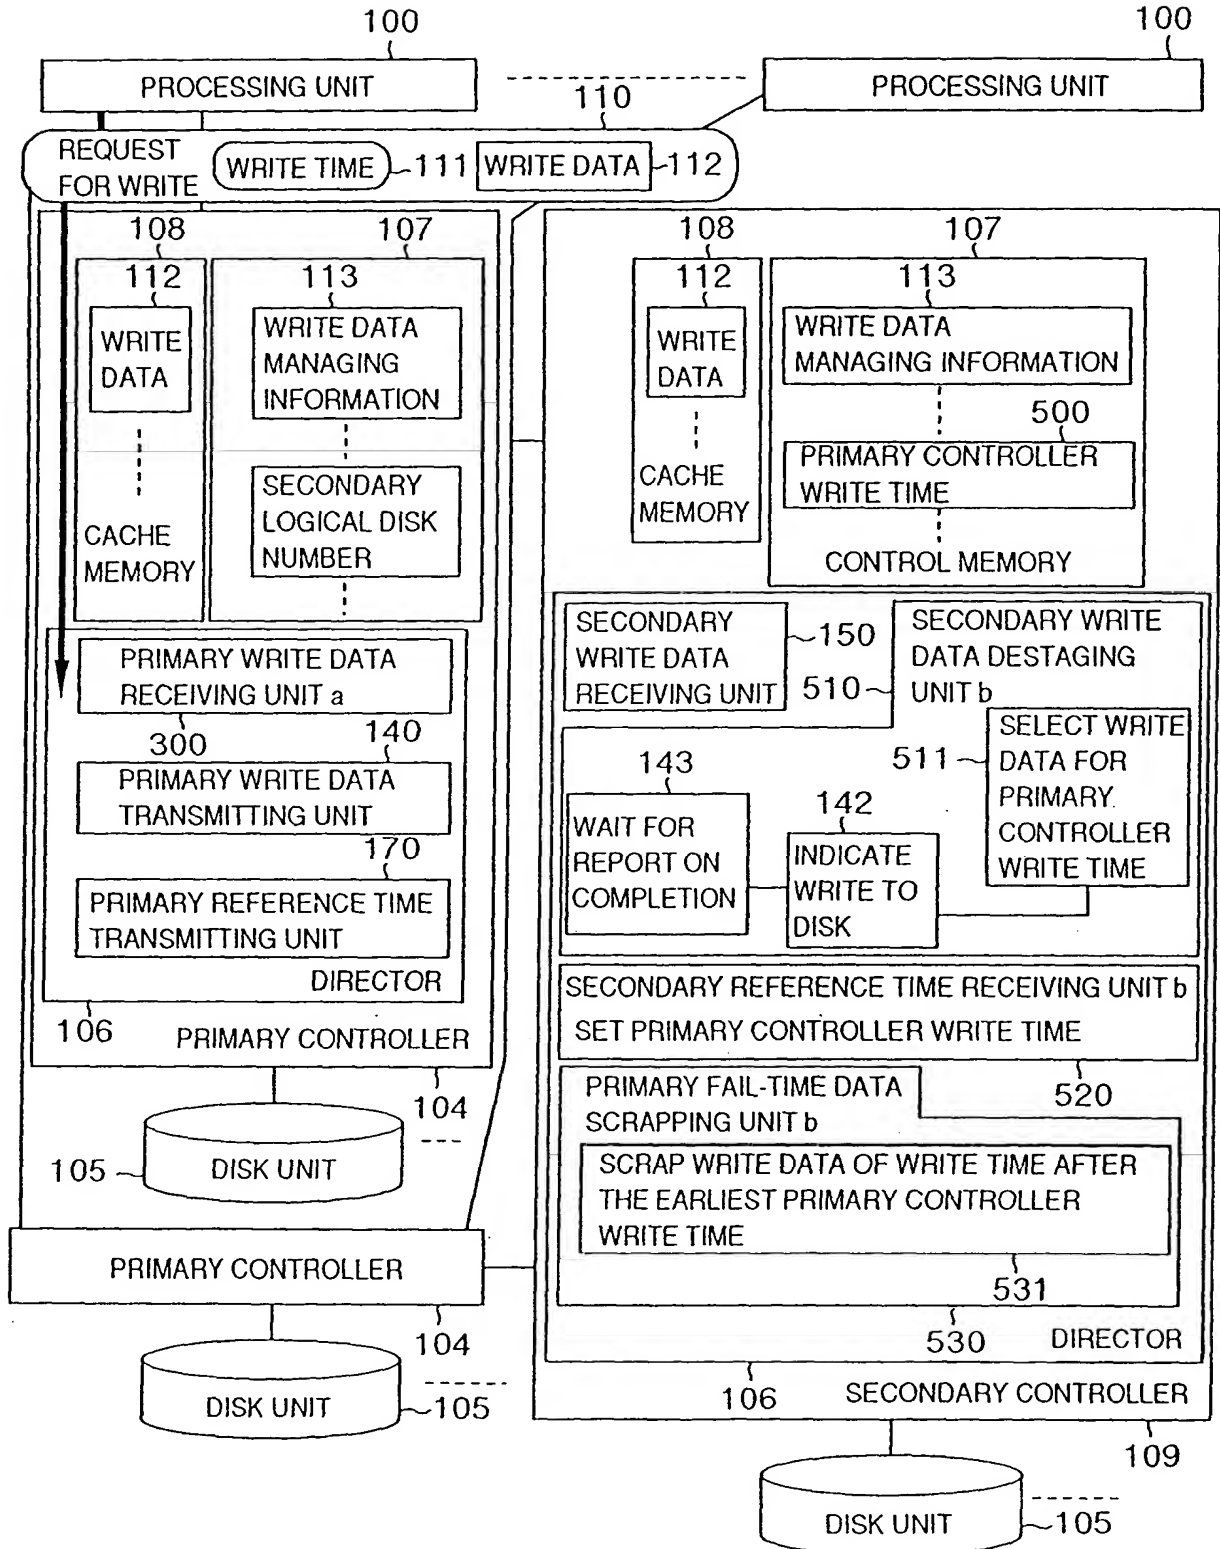 100
100
PROCESSING UNIT
PROCESSING UNIT
110
REQUEST
FOR WRITE
WRITE TIME
111
WRITE DATA
112
108
107
112
113
WRITE
DATA
WRITE DATA
MANAGING
INFORMATION
SECONDARY
LOGICAL DISK
NUMBER
CACHE
MEMORY
PRIMARY WRITE DATA
RECEIVING UNIT a
300
140
PRIMARY WRITE DATA
TRANSMITTING UNIT
170
PRIMARY REFERENCE TIME
TRANSMITTING UNIT
DIRECTOR
106
PRIMARY CONTROLLER
104
105
DISK UNIT
PRIMARY CONTROLLER
104
DISK UNIT
105
108
107
112
113
WRITE
DATA
WRITE DATA
MANAGING INFORMATION
500
PRIMARY CONTROLLER
WRITE TIME
CACHE
MEMORY
CONTROL MEMORY
SECONDARY
WRITE DATA
RECEIVING UNIT
150
510
SECONDARY WRITE
DATA DESTAGING
UNIT b
511
SELECT WRITE
DATA FOR
PRIMARY
CONTROLLER
WRITE TIME
143
WAIT FOR
REPORT ON
COMPLETION
142
INDICATE
WRITE TO
DISK
SECONDARY REFERENCE TIME RECEIVING UNIT b
SET PRIMARY CONTROLLER WRITE TIME
520
PRIMARY FAIL-TIME DATA
SCRAPPING UNIT b
SCRAP WRITE DATA OF WRITE TIME AFTER
THE EARLIEST PRIMARY CONTROLLER
WRITE TIME
531
530
DIRECTOR
106
SECONDARY CONTROLLER
109
DISK UNIT
105